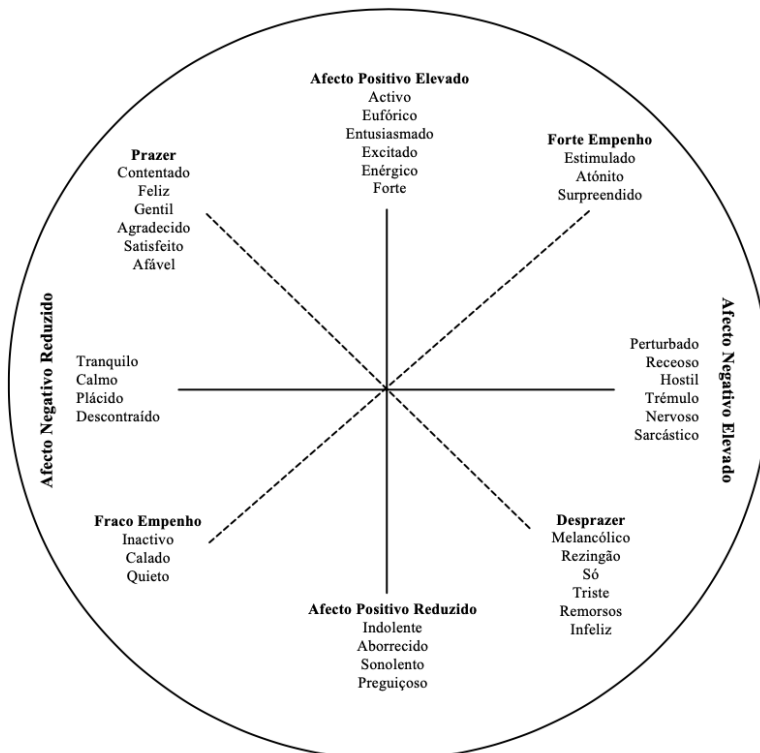 Afecto Positivo Elevado
Activo
Eufórico
Entusiasmado
Excitado
Enérgico
Forte
Prazer
Contentado
Feliz
Gentil
Agradecido
Satisfeito
Afável
Forte Empenho
Estimulado
Atónito
Surpreendido
Afecto Negativo Reduzido
Tranquilo
Calmo
Plácido
Descontraído
Perturbado
Receoso
Hostil
Trémulo
Nervoso
Sarcástico
Afecto Negativo Elevado
Fraco Empenho
Inactivo
Calado
Quieto
Desprazer
Melancólico
Rezingão
Só
Triste
Remorsos
Infeliz
Afecto Positivo Reduzido
Indolente
Aborrecido
Sonolento
Preguiçoso